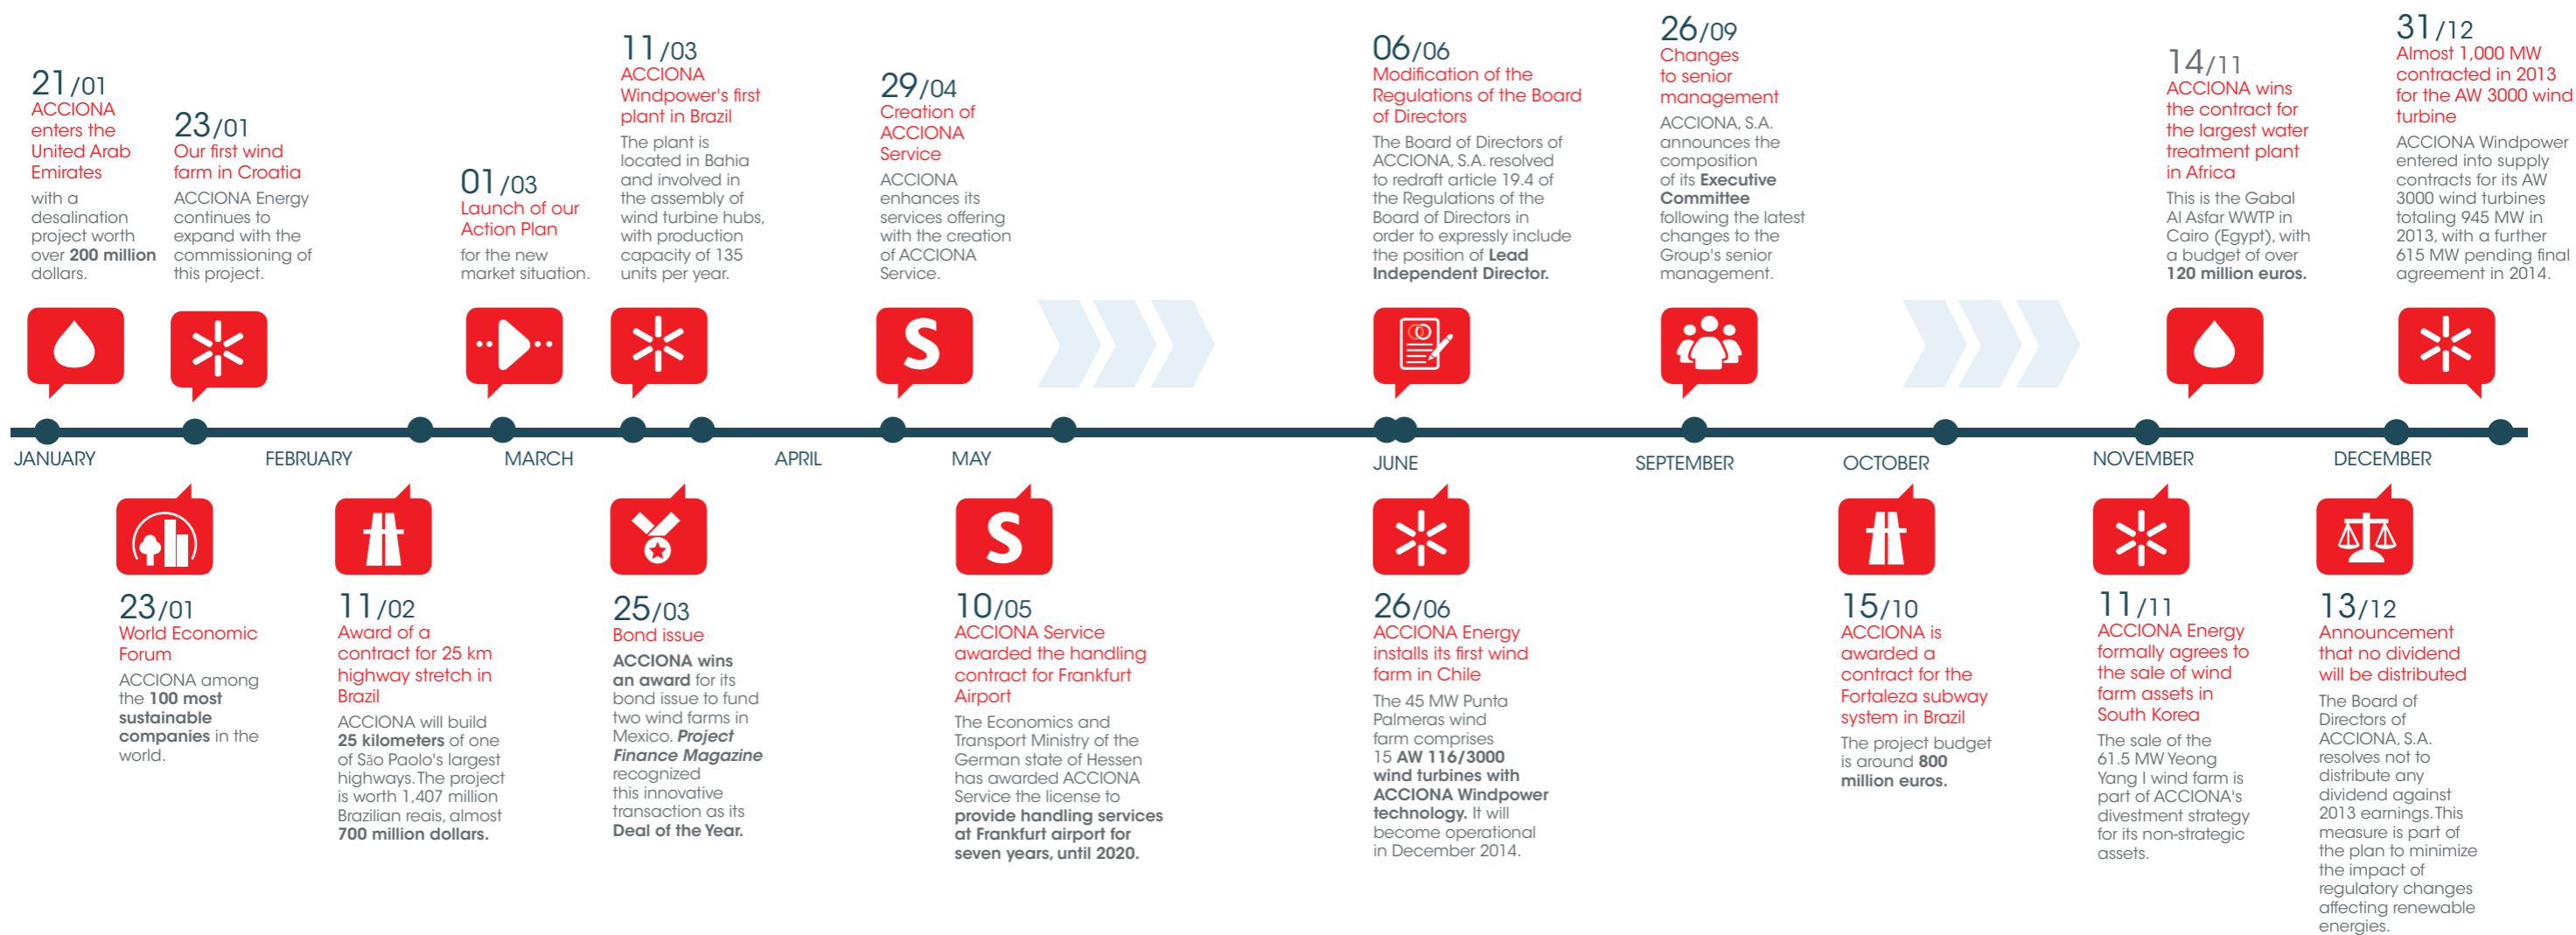 21/01
ACCIONA
enters the
United Arab
Emirates
with a
desalination
project worth
over 200 million
dollars.
23/01
Our first wind
farm in Croatia
ACCIONA Energy
continues to
expand with the
commissioning of
this project.
01/03
Launch of our
Action Plan
for the new
market situation.
11/03
ACCIONA
Windpower's first
plant in Brazil
The plant is
located in Bahia
and involved in
the assembly of
wind turbine hubs,
with production
capacity of 135
units per year.
29/04
Creation of
ACCIONA
Service
ACCIONA
enhances its
services offering
with the creation
of ACCIONA
Service.
06/06
Modification of the
Regulations of the Board
of Directors
The Board of Directors of
ACCIONA, S.A. resolved
to redraft article 19.4 of
the Regulations of the
Board of Directors in
order to expressly include
the position of Lead
Independent Director.
26/09
Changes
to senior
management
ACCIONA, S.A.
announces the
composition
of its Executive
Committee
following the latest
changes to the
Group's senior
management.
14/11
ACCIONA wins
the contract for
the largest water
treatment plant
in Africa
This is the Gabal
Al Asfar WWTP in
Cairo (Egypt), with
a budget of over
120 million euros.
31/12
Almost 1,000 MW
contracted in 2013
for the AW 3000 wind
turbine
ACCIONA Windpower
entered into supply
contracts for its AW
3000 wind turbines
totaling 945 MW in
2013, with a further
615 MW pending final
agreement in 2014.
S
JANUARY
FEBRUARY
MARCH
APRIL
MAY
JUNE
SEPTEMBER
OCTOBER
NOVEMBER
DECEMBER
S
23/01
World Economic
Forum
ACCIONA among
the 100 most
sustainable
companies in the
world.
11/02
Award of a
contract for 25 km
highway stretch in
Brazil
ACCIONA will build
25 kilometers of one
of São Paolo's largest
highways. The project
is worth 1,407 million
Brazilian reais, almost
700 million dollars.
25/03
Bond issue
ACCIONA wins
an award for its
bond issue to fund
two wind farms in
Mexico. Project
Finance Magazine
recognized
this innovative
transaction as its
Deal of the Year.
10/05
ACCIONA Service
awarded the handling
contract for Frankfurt
Airport
The Economics and
Transport Ministry of the
German state of Hessen
has awarded ACCIONA
Service the license to
provide handling services
at Frankfurt airport for
seven years, until 2020.
26/06
ACCIONA Energy
installs its first wind
farm in Chile
The 45 MW Punta
Palmeras wind
farm comprises
15 AW 116/3000
wind turbines with
ACCIONA Windpower
technology. It will
become operational
in December 2014.
15/10
ACCIONA is
awarded a
contract for the
Fortaleza subway
system in Brazil
The project budget
is around 800
million euros.
11/11
ACCIONA Energy
formally agrees to
the sale of wind
farm assets in
South Korea
The sale of the
61.5 MW Yeong
Yang I wind farm is
part of ACCIONA's
divestment strategy
for its non-strategic
assets.
13/12
Announcement
that no dividend
will be distributed
The Board of
Directors of
ACCIONA, S.A.
resolves not to
distribute any
dividend against
2013 earnings. This
measure is part of
the plan to minimize
the impact of
regulatory changes
affecting renewable
energies.